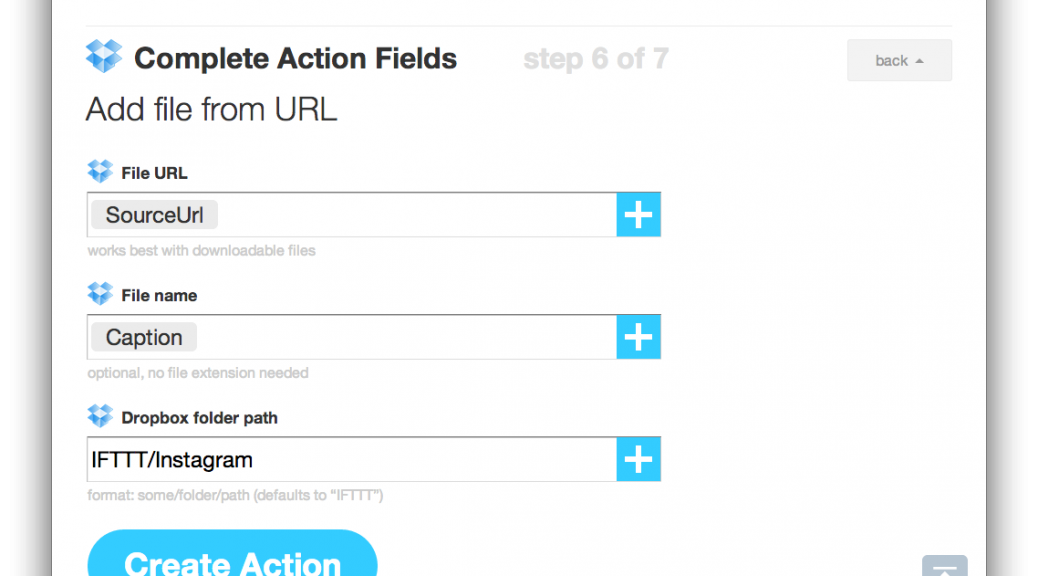 Complete Action Fields step 6 of 7 back
Add file from URL
File URL
SourceUrl
works best with downloadable files
File name
Caption
optional, no file extension needed
Dropbox folder path
IFTTT/Instagram
format: some/folder/path (defaults to “IFTTT”)
Create Action